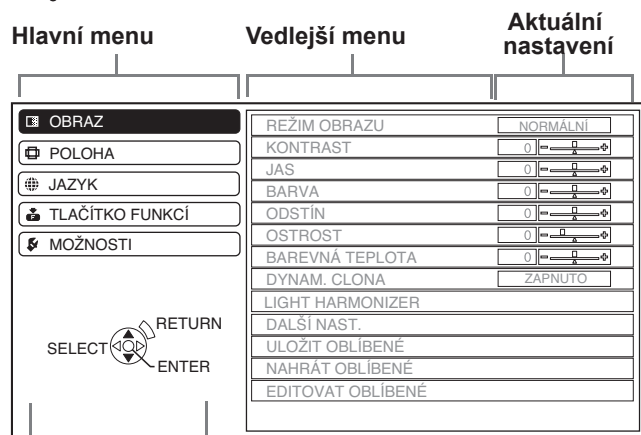 Hlavní menu
Vedlejší menu
Aktuální
nastavení
OBRAZ
POLOHA
JAZYK
TLAČÍTKO FUNKCÍ
MOŽNOSTI
SELECT
RETURN
ENTER
REŽIM OBRAZU NORMÁLNÍ
KONTRAST 0
JAS 0
BARVA 0
ODSTÍN 0
OSTROST 0
BAREVNÁ TEPLOTA 0
DYNAM. CLONA ZAPNUTO
LIGHT HARMONIZER
DALŠÍ NAST.
ULOŽIT OBLÍBENÉ
NAHRÁT OBLÍBENÉ
EDITOVAT OBLÍBENÉ